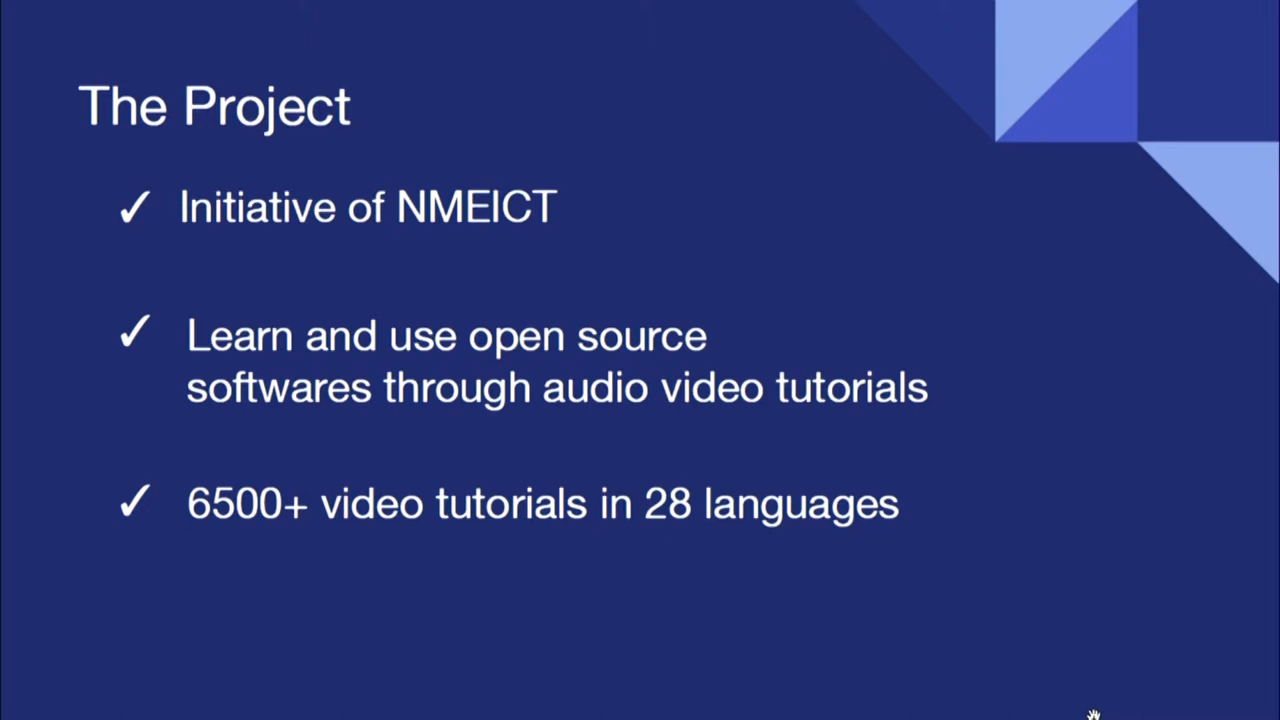 The Project
✓ Initiative of NMEICT
✓ Learn and use open source
softwares through audio video tutorials
✓ 6500+ video tutorials in 28 languages